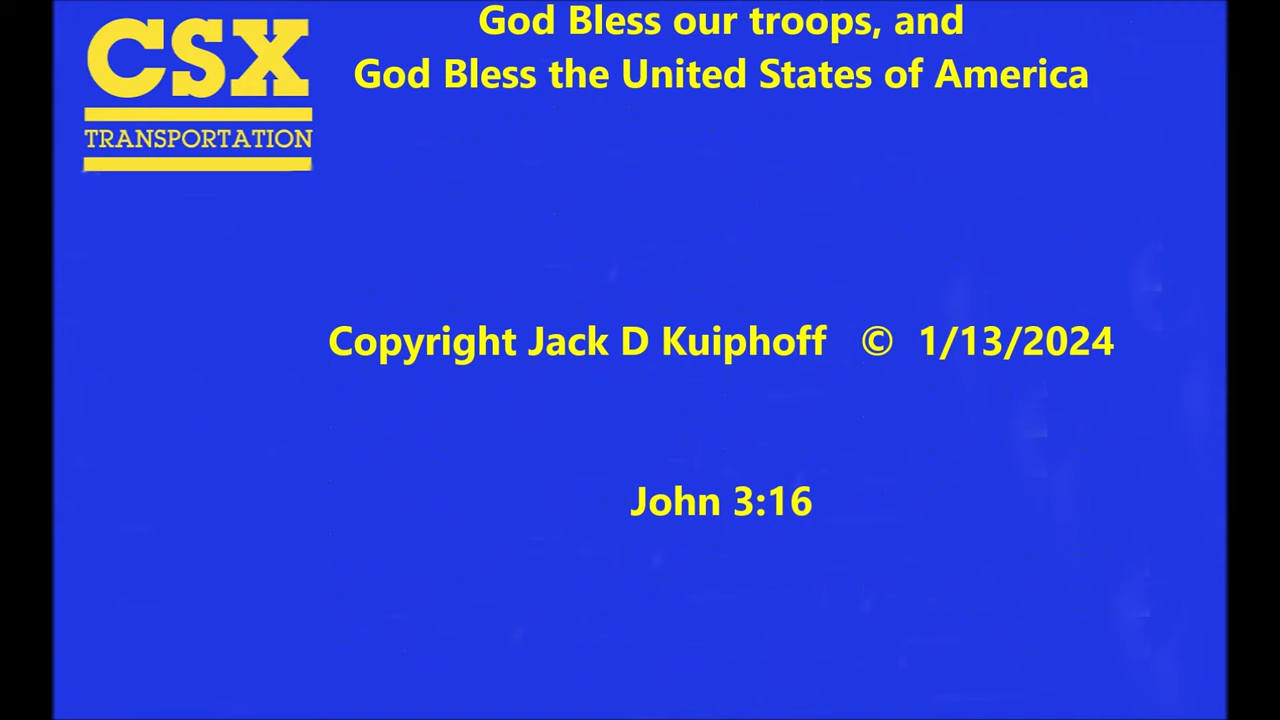 CSX
TRANSPORTATION
God Bless our troops, and
God Bless the United States of America
Copyright Jack D Kuiphoff © 1/13/2024
John 3:16